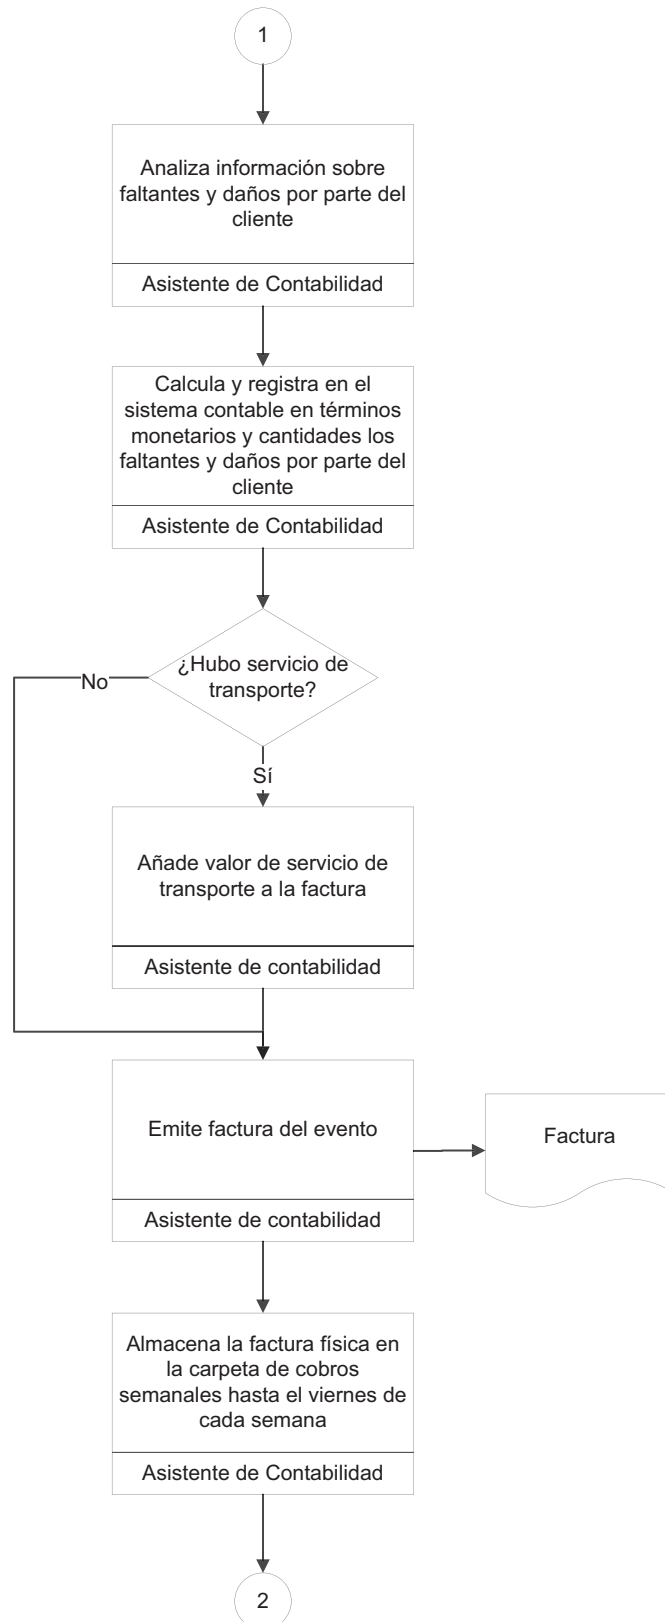 1
Analiza información sobre
faltantes y daños por parte del
cliente
Asistente de Contabilidad
Calcula y registra en el
sistema contable en términos
monetarios y cantidades los
faltantes y daños por parte del
cliente
Asistente de Contabilidad
¿Hubo servicio de
transporte?
No
Sí
Añade valor de servicio de
transporte a la factura
Asistente de contabilidad
Emite factura del evento
Factura
Asistente de contabilidad
Almacena la factura física en
la carpeta de cobros
semanales hasta el viernes de
cada semana
Asistente de Contabilidad
2